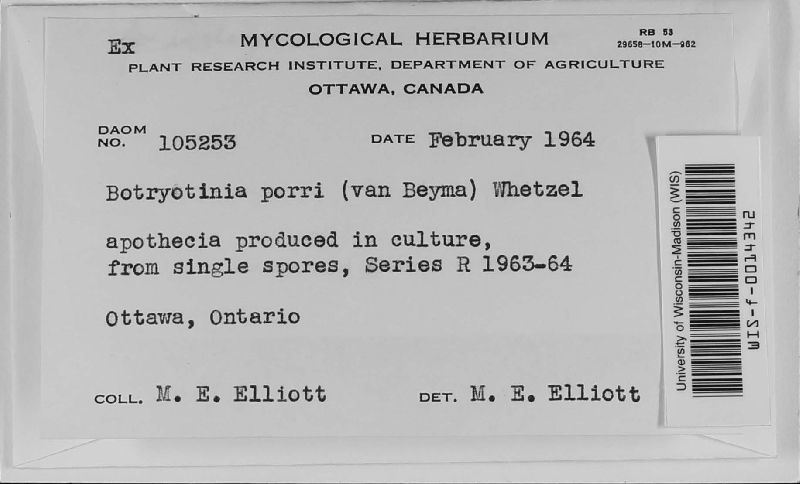 Ex MYCOLOGICAL HERBARIUM RB 53
29658-10M-962
PLANT RESEARCH INSTITUTE, DEPARTMENT OF AGRICULTURE
OTTAWA, CANADA
DAOM NO. 105253 DATE February 1964
Botryotinia porri (van Beyma) Whetzel
apothecia produced in culture,
from single spores, Series R 1963-64
Ottawa, Ontario
COLL. M. E. Elliott DET. M. E. Elliott
University of Wisconsin-Madison (WIS)
WIS-f-0014342